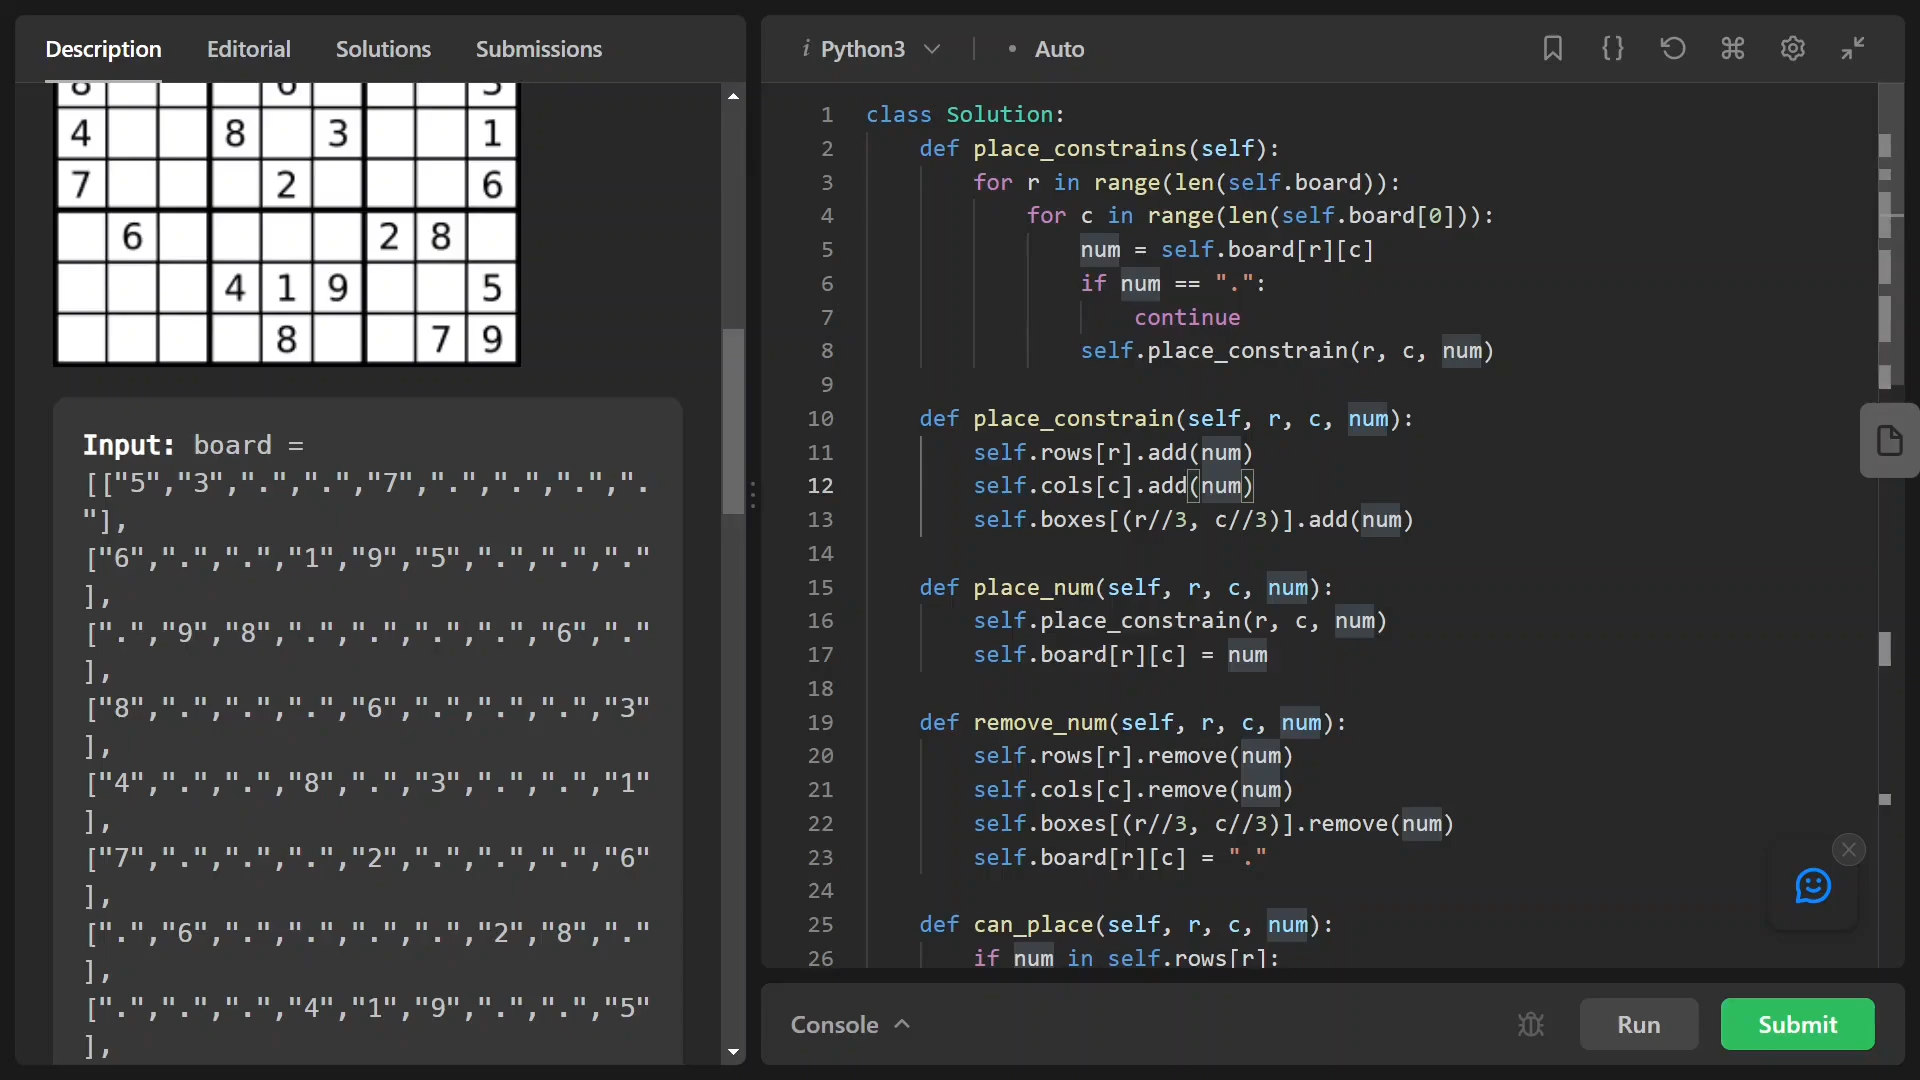 Description Editorial Solutions Submissions
i Python3 • Auto
8 6 3
4 8 3 1
7 2 6
6 2 8
4 1 9 5
8 7 9
Input: board =
[["5","3",".",".","7",".",".",".",".
"],
["6",".",".","1","9","5",".",".","."
],
[".","9","8",".",".",".",".","6","."
],
["8",".",".",".","6",".",".",".","3"
],
["4",".",".","8",".","3",".",".","1"
],
["7",".",".",".","2",".",".",".","6"
],
[".","6",".",".",".",".","2","8","."
],
[".",".",".","4","1","9",".",".","5"
],
1 class Solution:
2 def place_constrains(self):
3 for r in range(len(self.board)):
4 for c in range(len(self.board[0])):
5 num = self.board[r][c]
6 if num == ".":
7 continue
8 self.place_constrain(r, c, num)
9
10 def place_constrain(self, r, c, num):
11 self.rows[r].add(num)
12 self.cols[c].add(num)
13 self.boxes[(r//3, c//3)].add(num)
14
15 def place_num(self, r, c, num):
16 self.place_constrain(r, c, num)
17 self.board[r][c] = num
18
19 def remove_num(self, r, c, num):
20 self.rows[r].remove(num)
21 self.cols[c].remove(num)
22 self.boxes[(r//3, c//3)].remove(num)
23 self.board[r][c] = "."
24
25 def can_place(self, r, c, num):
26 if num in self.rows[r]:
Console Run Submit